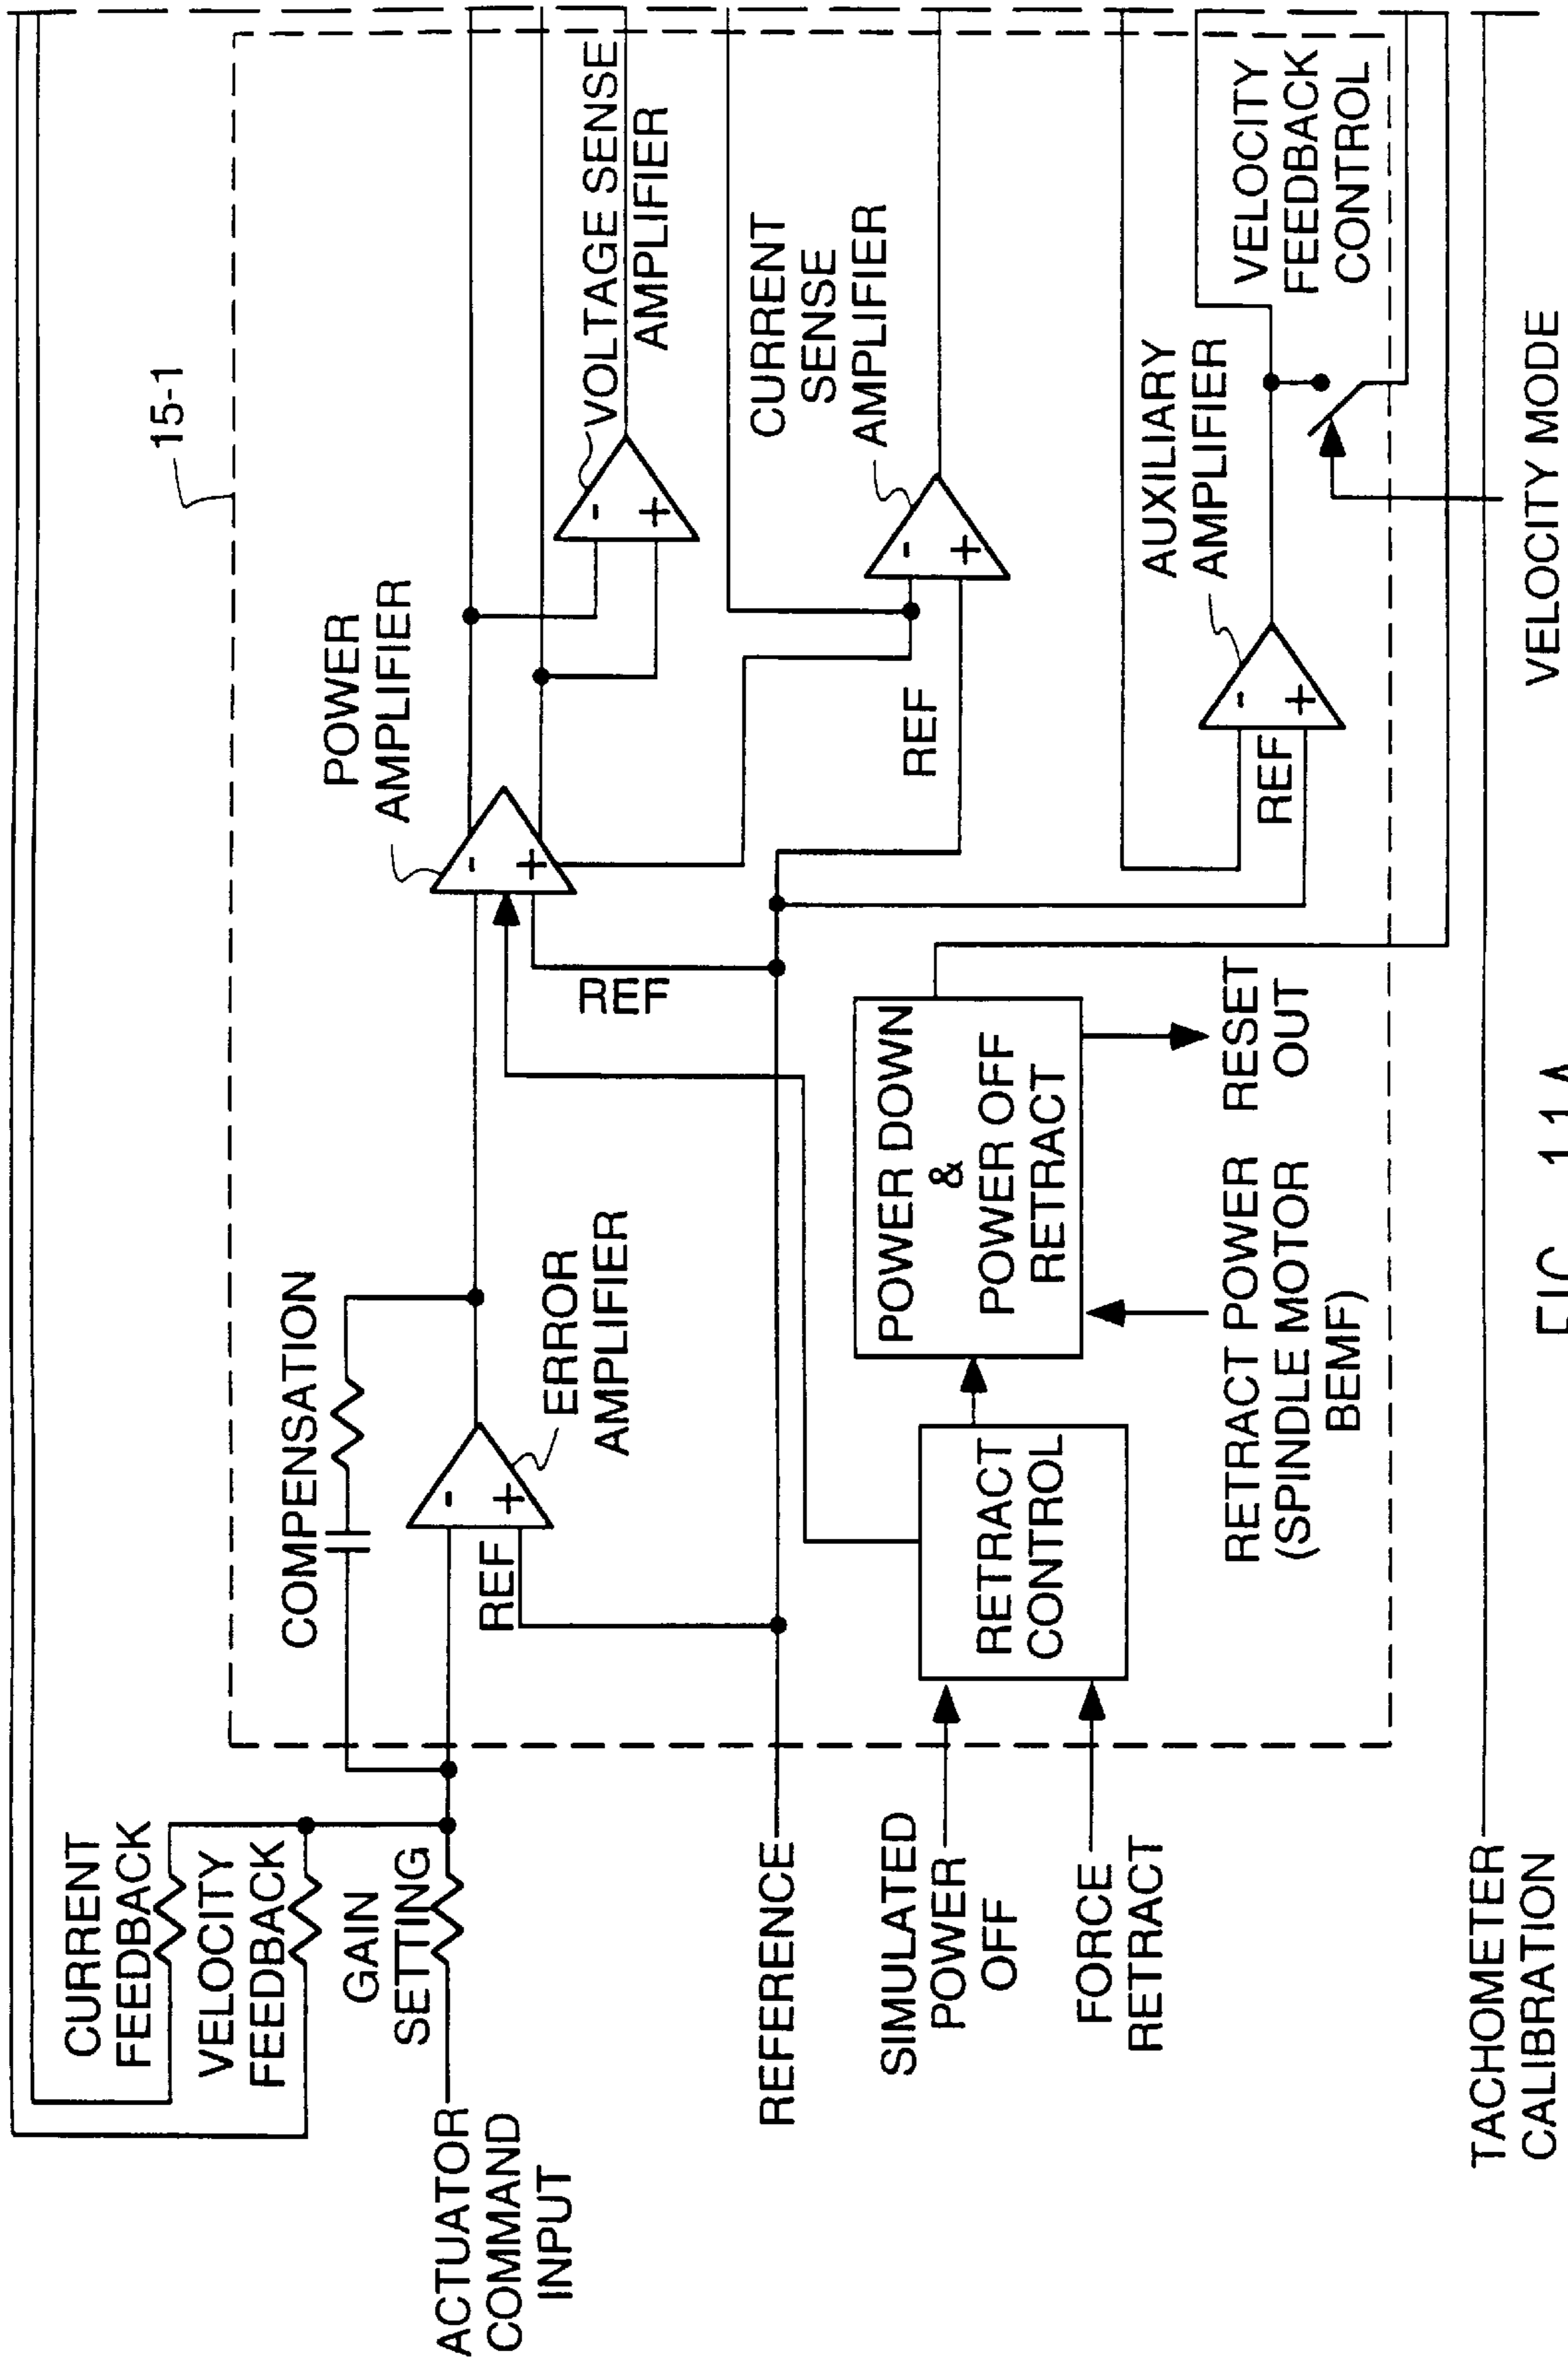 15-1
CURRENT
FEEDBACK
VELOCITY
FEEDBACK
GAIN
SETTING
ACTUATOR
COMMAND
INPUT
COMPENSATION
-
+
REF
ERROR
AMPLIFIER
POWER
AMPLIFIER
-
+
REF
-
+
VOLTAGE SENSE
AMPLIFIER
CURRENT
SENSE
AMPLIFIER
-
+
REF
REFERENCE
SIMULATED
POWER
OFF
FORCE
RETRACT
RETRACT
CONTROL
POWER DOWN
&
POWER OFF
RETRACT
RETRACT POWER
(SPINDLE MOTOR
BEMF)
RESET
OUT
AUXILIARY
AMPLIFIER
-
+
REF
VELOCITY
FEEDBACK
CONTROL
TACHOMETER
CALIBRATION
VELOCITY MODE
FIG. 11A